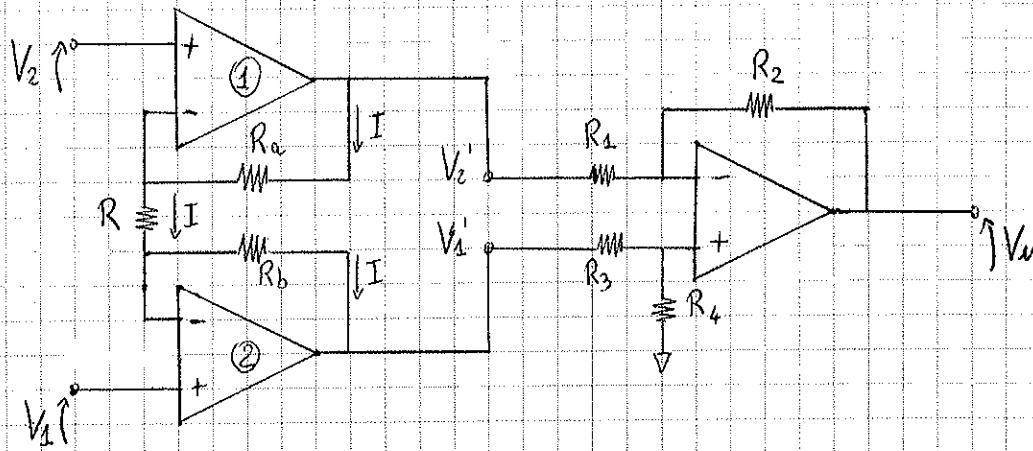 V2
+
1
-
I
Ra
R
I
Rb
I
-
2
+
V1
V2'
V1'
R1
R2
R3
R4
-
+
Vu